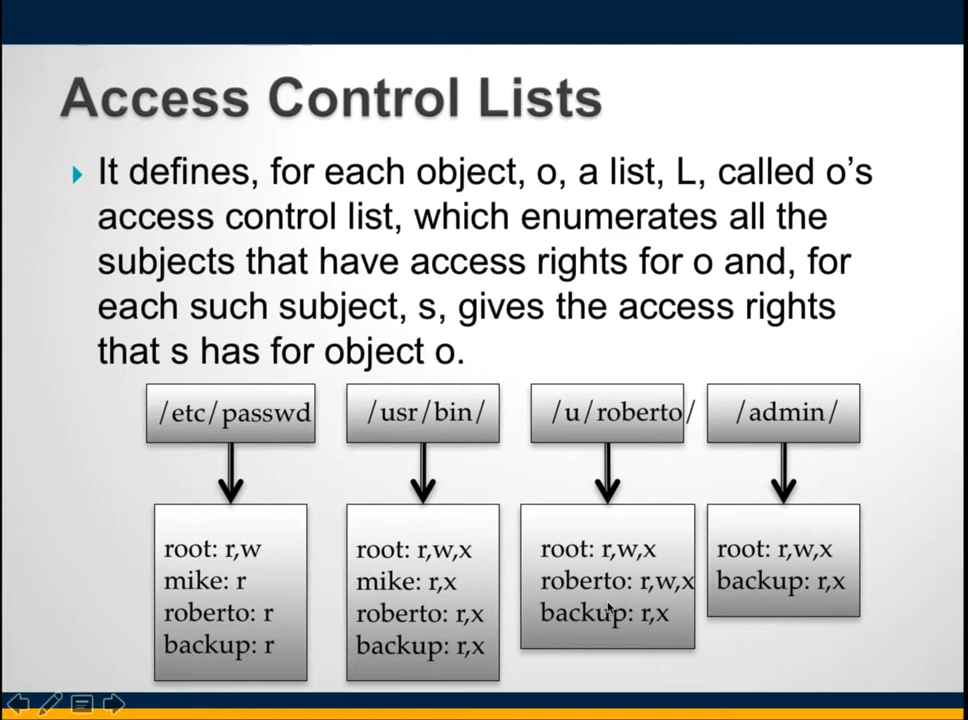 Access Control Lists
It defines, for each object, o, a list, L, called o’s
access control list, which enumerates all the
subjects that have access rights for o and, for
each such subject, s, gives the access rights
that s has for object o.
/etc/passwd
/usr/bin/
/u/roberto/
/admin/
root: r,w
mike: r
roberto: r
backup: r
root: r,w,x
mike: r,x
roberto: r,x
backup: r,x
root: r,w,x
roberto: r,w,x
backup: r,x
root: r,w,x
backup: r,x